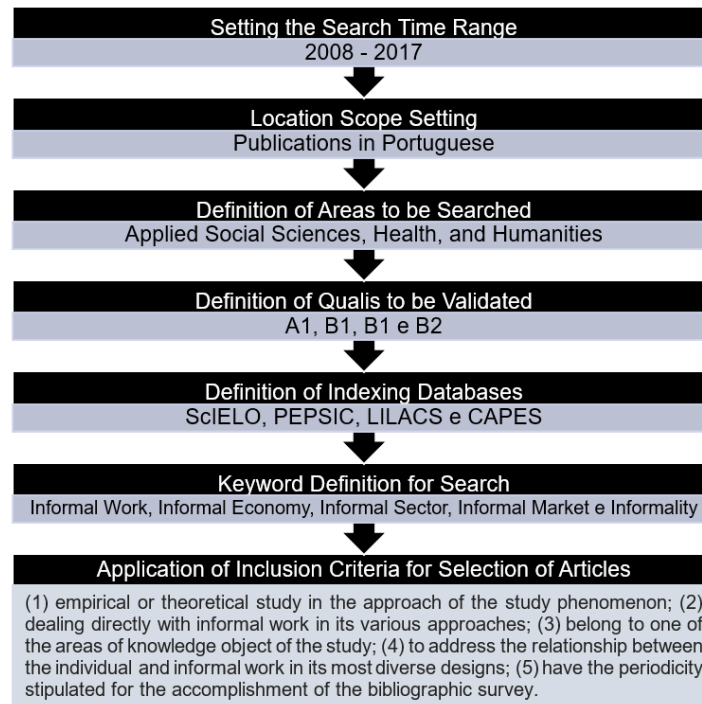 Setting the Search Time Range
2008 - 2017
Location Scope Setting
Publications in Portuguese
Definition of Areas to be Searched
Applied Social Sciences, Health, and Humanities
Definition of Qualis to be Validated
A1, B1, B1 e B2
Definition of Indexing Databases
ScIELO, PEPSIC, LILACS e CAPES
Keyword Definition for Search
Informal Work, Informal Economy, Informal Sector, Informal Market e Informality
Application of Inclusion Criteria for Selection of Articles
(1) empirical or theoretical study in the approach of the study phenomenon; (2)
dealing directly with informal work in its various approaches; (3) belong to one of
the areas of knowledge object of the study; (4) to address the relationship between
the individual and informal work in its most diverse designs; (5) have the periodicity
stipulated for the accomplishment of the bibliographic survey.